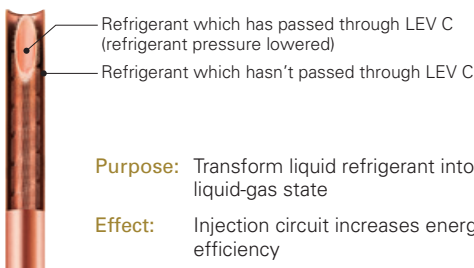 Refrigerant which has passed through LEV C
(refrigerant pressure lowered)
Refrigerant which hasn't passed through LEV C
Purpose: Transform liquid refrigerant into
liquid-gas state
Effect: Injection circuit increases energ
efficiency